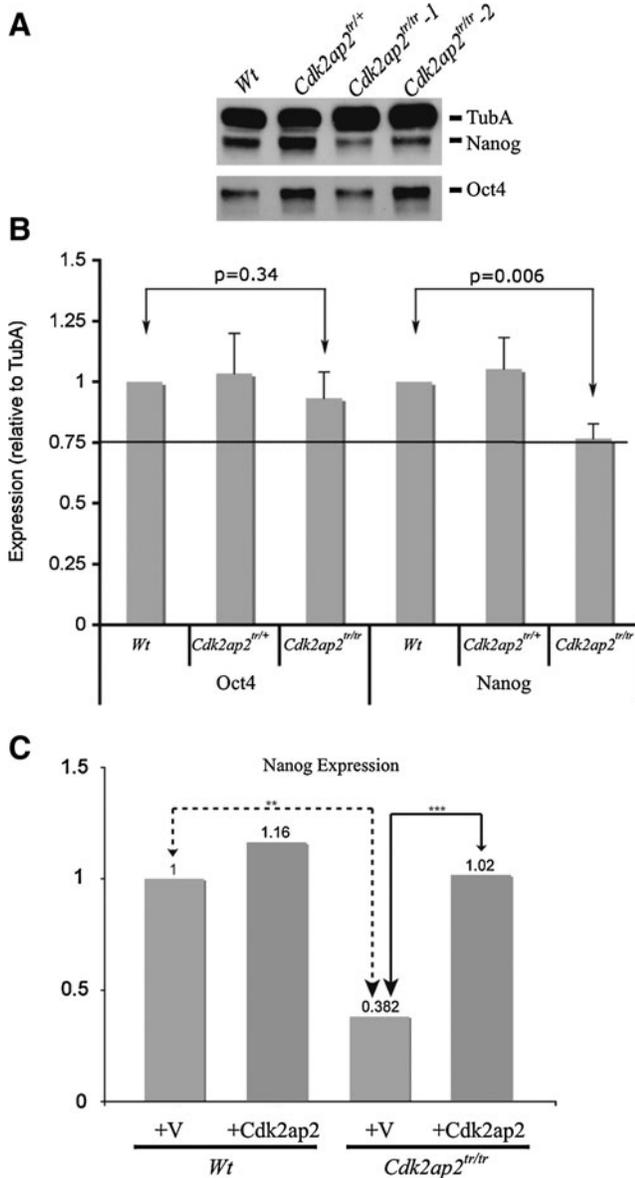 A
Wt
Cdk2ap2tr/+
Cdk2ap2tr/tr-1
Cdk2ap2tr/tr-2
TubA
Nanog
Oct4
B
Expression (relative to TubA)
1.5
1.25
1
0.75
0.5
0.25
0
p=0.34
p=0.006
Wt
Cdk2ap2tr/+
Cdk2ap2tr/tr
Wt
Cdk2ap2tr/+
Cdk2ap2tr/tr
Oct4
Nanog
C
Nanog Expression
1.5
1
0.5
0
**
***
1
1.16
0.382
1.02
+V
+Cdk2ap2
+V
+Cdk2ap2
Wt
Cdk2ap2tr/tr